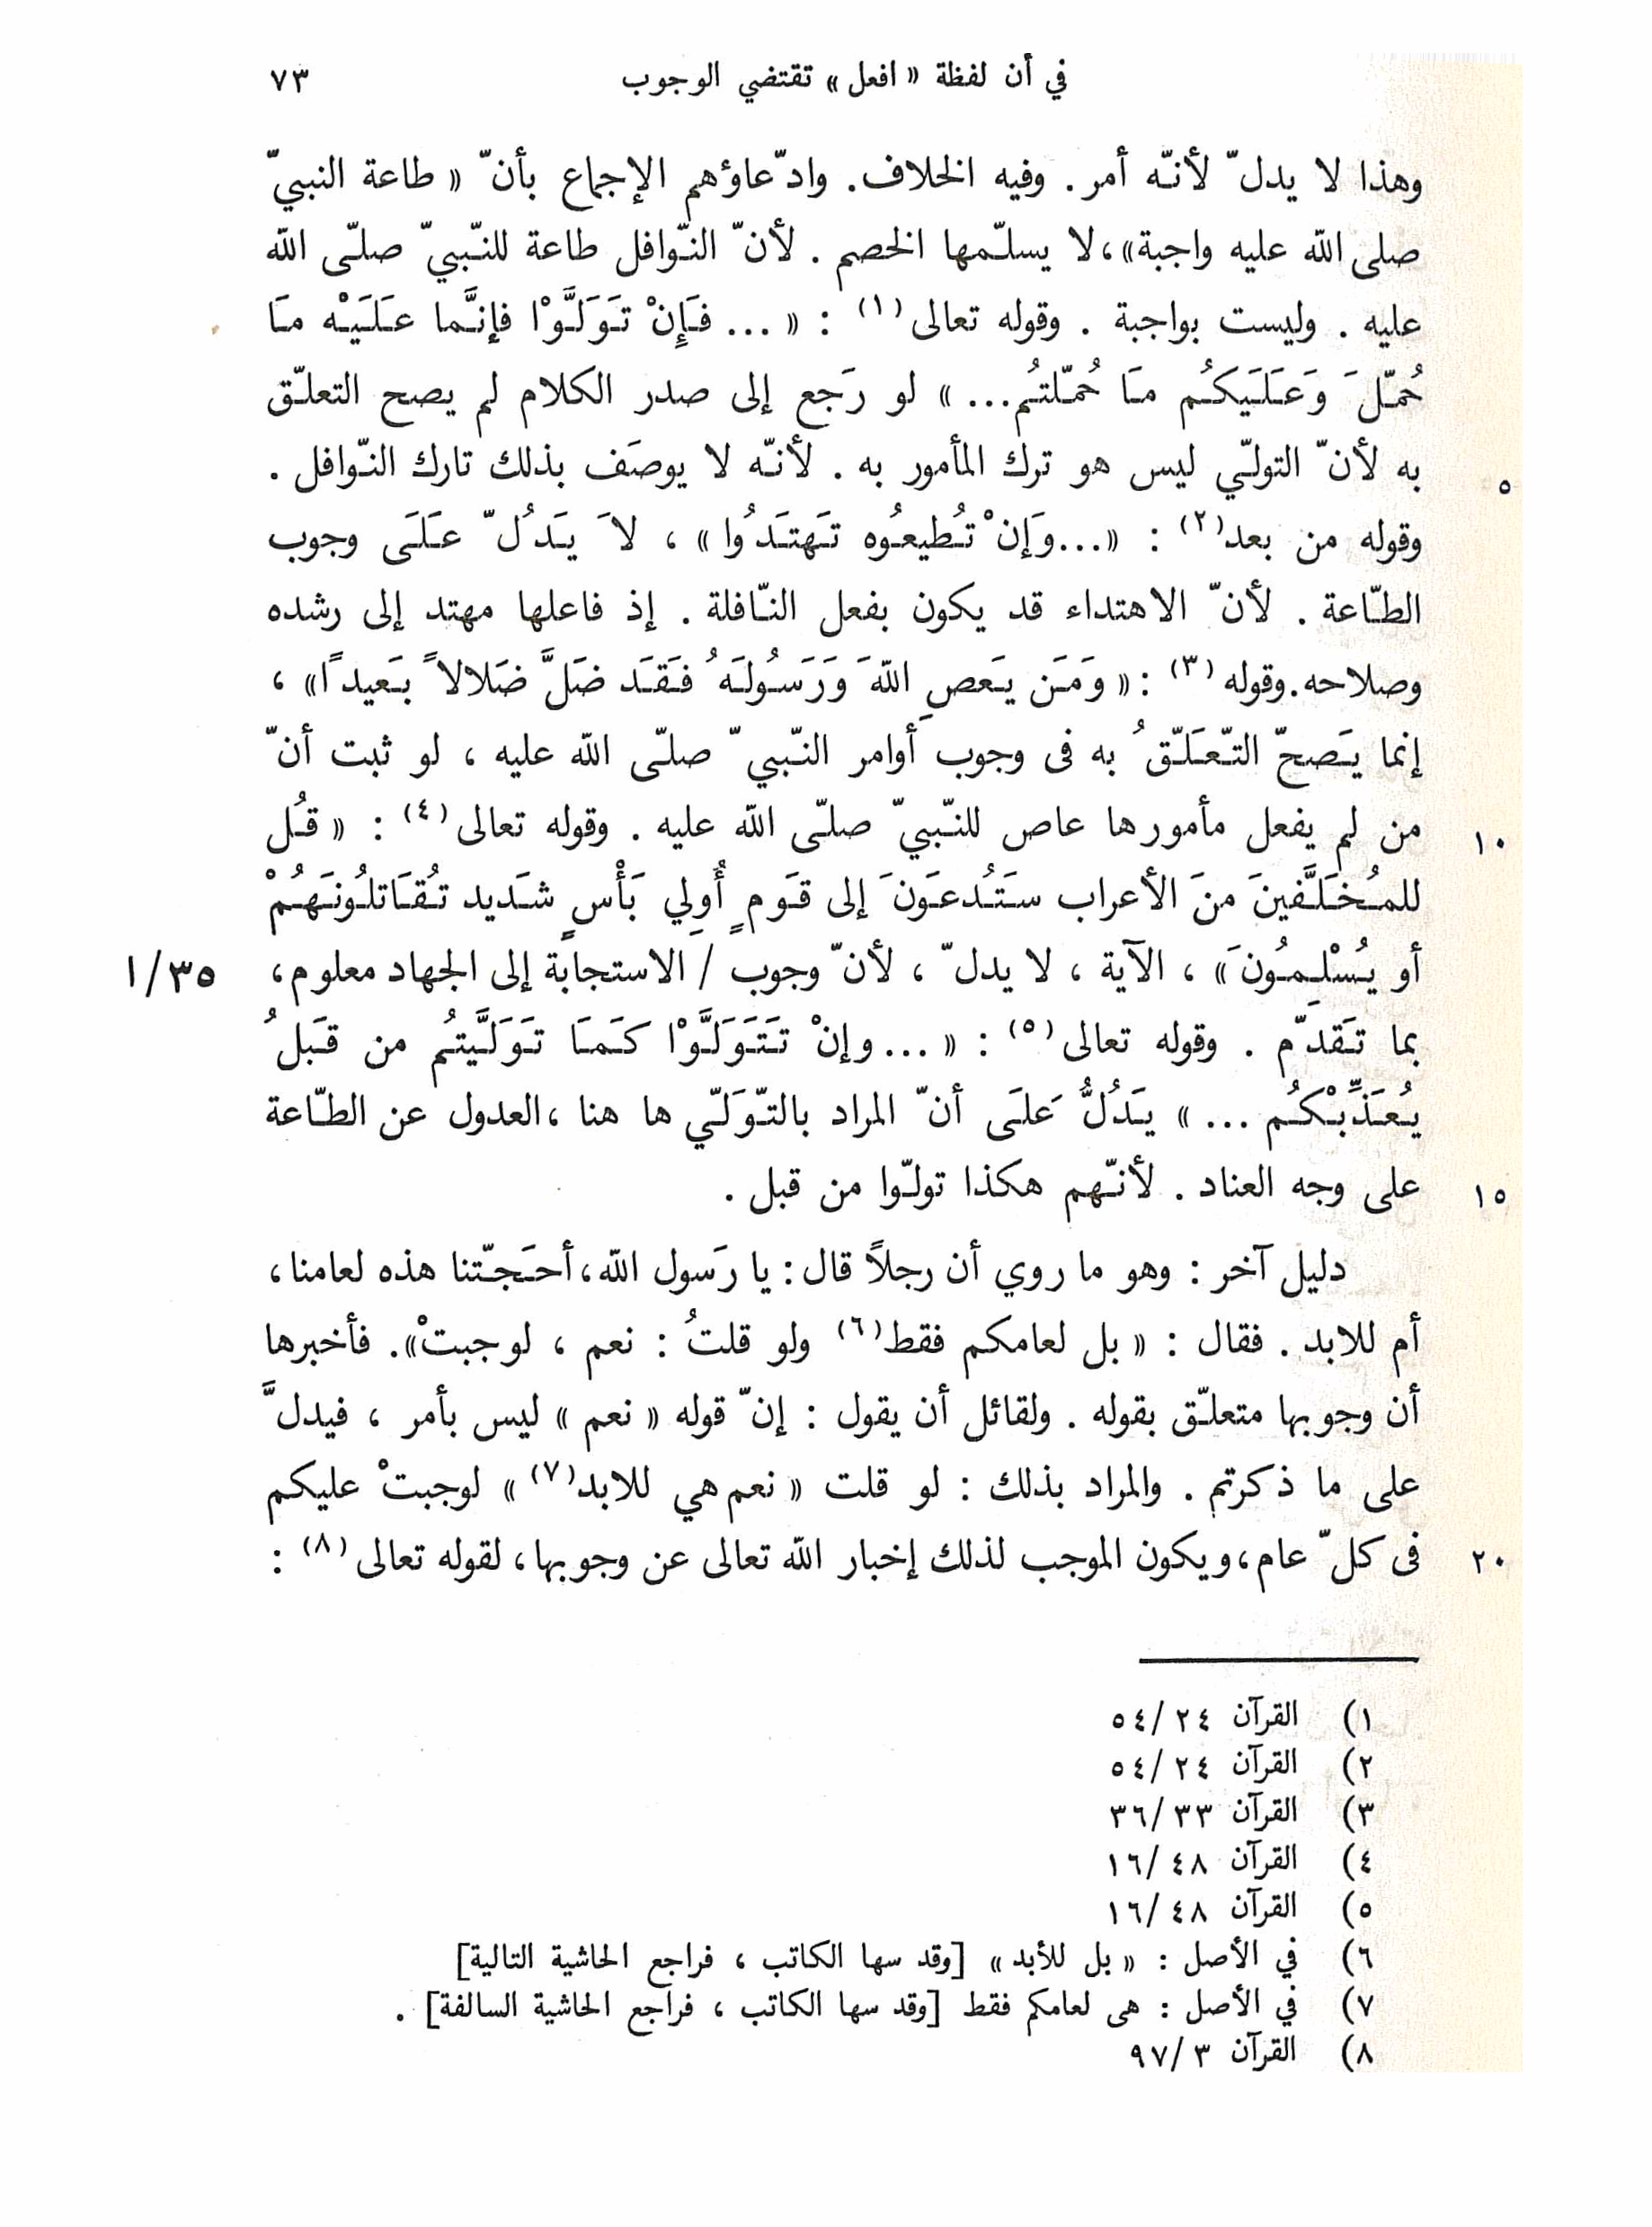 في أن لفظة « افعل » تقتضي الوجوب ٧٣
وهذا لا يدلّ لأنّه أمر. وفيه الخلاف. وادّعاؤهم الإجماع بأنّ « طاعة النبيّ
صلى الله عليه واجبة»، لا يسلّمها الخصم . لأنّ النّوافل طاعة للنّبيّ صلّى الله
عليه . وليست بواجبة . وقوله تعالى (١) : « ... فَإِنْ تَوَلَّوْا فإنَّما عَلَيْه مَا
حُمّلَ وَعَلَيَكُم مَا حُمّلتُم... » لو رَجع إلى صدر الكلام لم يصح التعلّق
به لأنّ التولّي ليس هو ترك المأمور به . لأنّه لا يوصَف بذلك تارك النّوافل . ٥
وقوله من بعد(٢) : «...وَإنْ تُطيعُوه تَهتَدُوا » ، لاَ يَدُلّ عَلَى وجوب
الطّاعة . لأنّ الاهتداء قد يكون بفعل النّافلة . إذ فاعلها مهتد إلى رشده
وصلاحه.وقوله (٣) : « وَمَن يَعصِ اللهَ وَرَسُولَهُ فَقَد ضَلَّ ضَلالاً بَعيدًا» ،
إنما يَصحّ التّعَلّقُ به فى وجوب أوامر النّبيّ صلّى الله عليه ، لو ثبت أنّ
من لم يفعل مأمورها عاص للنّبيّ صلّى الله عليه . وقوله تعالى(٤) : « قُل ١٠
للمُخَلَّفينَ منَ الأعراب ستَُدعَونَ إلى قَومٍ أُولِي بَأْسٍ شَديد تُقَاتلُونَهُمْ
أو يُسْلِمُونَ » ، الآية ، لا يدلّ ، لأنّ وجوب / الاستجابة إلى الجهاد معلوم، ١/٣٥
بما تَقَدّم . وقوله تعالى(٥) : « ... وإنْ تَتَوَلَّوْا كَمَا تَوَلَّيتُم من قَبلُ
يُعَذِّبْكُم ... » يَدُلُّ عَلَى أنّ المراد بالتّوَلّي ها هنا ،العدول عن الطّاعة
على وجه العناد . لأنّهم هكذا تولّوا من قبل . ١٥
دليل آخر : وهو ما روي أن رجلاً قال: يا رَسول الله، أحَجّتنا هذه لعامنا،
أم للابد . فقال : « بل لعامكم فقط(٦) ولو قلتُ : نعم ، لوجبتْ». فأخبرها
أن وجوبها متعلّق بقوله . ولقائل أن يقول : إنّ قوله « نعم » ليس بأمر ، فيدلَّ
على ما ذكرتم . والمراد بذلك : لو قلت « نعم هي للابد(٧) » لوجبتْ عليكم
فى كلّ عام، ويكون الموجب لذلك إخبار الله تعالى عن وجوبها، لقوله تعالى (٨) : ٢٠
١) القرآن ٥٤/٢٤
٢) القرآن ٥٤/٢٤
٣) القرآن ٣٦/٣٣
٤) القرآن ١٦/٤٨
٥) القرآن ١٦/٤٨
٦) في الأصل : « بل للأبد » [وقد سها الكاتب ، فراجع الحاشية التالية]
٧) في الأصل : هى لعامكم فقط [وقد سها الكاتب ، فراجع الحاشية السالفة] .
٨) القرآن ٩٧/٣